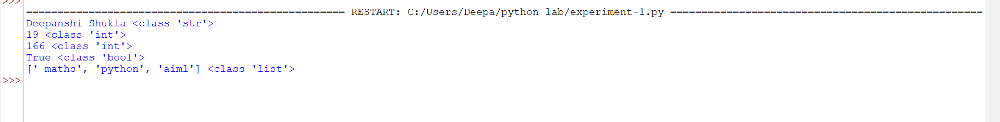 >>>
=================================================== RESTART: C:/Users/Deepa/python lab/experiment-1.py ==================================================
Deepanshi Shukla <class 'str'>
19 <class 'int'>
166 <class 'int'>
True <class 'bool'>
[' maths', 'python', 'aiml'] <class 'list'>
>>>